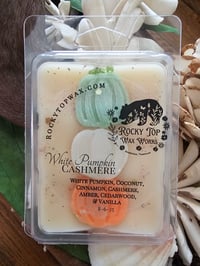 RockyTopWax.com
Rocky Top
Wax Works
White Pumpkin
Cashmere
White Pumpkin, Coconut,
Cinnamon, Cashmere,
Amber, Cedarwood,
& Vanilla